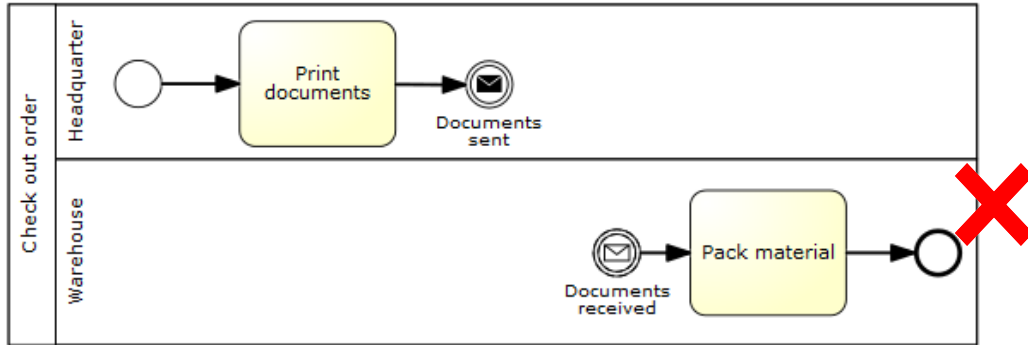 Check out order
Headquarter
Print
documents
Documents
sent
Warehouse
Documents
received
Pack material